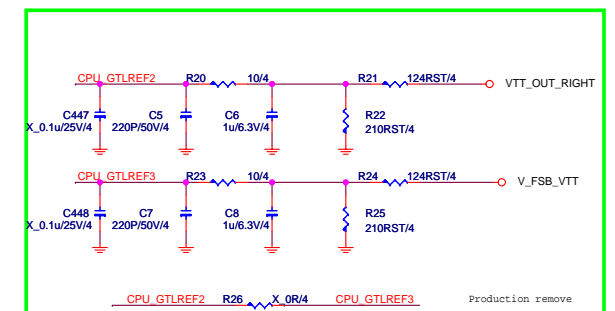 CPU_GTLREF2 R20 10/4 R21 124RST/4 VTT_OUT_RIGHT
C447 C5 C6 R22
X_0.1u/25V/4 220P/50V/4 1u/6.3V/4 210RST/4
CPU_GTLREF3 R23 10/4 R24 124RST/4 V_FSB_VTT
C448 C7 C8 R25
X_0.1u/25V/4 220P/50V/4 1u/6.3V/4 210RST/4
CPU_GTLREF2 R26 X_0R/4 CPU_GTLREF3 Production remove